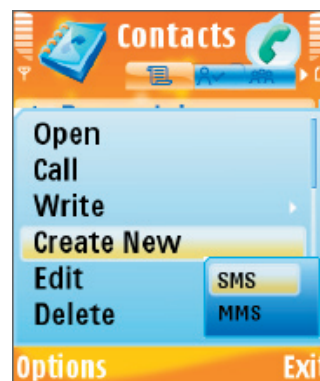 Contacts
Open
Call
Write
Create New
Edit
Delete
SMS
MMS
Options
Exit